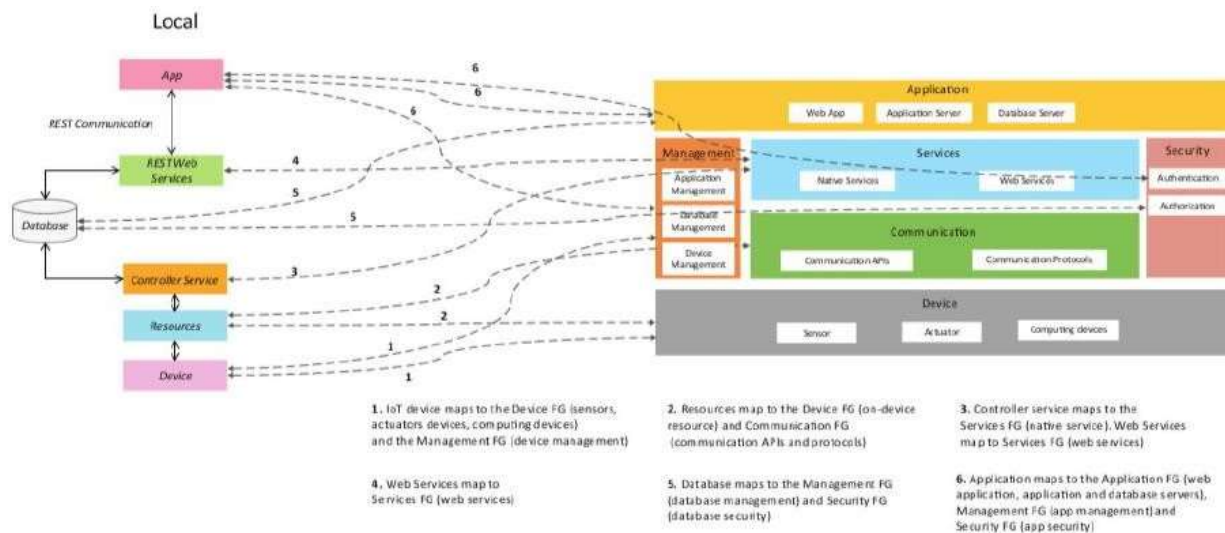 Local
App
REST Communication
REST Web
Services
Database
Controller Service
Resources
Device
6
6
6
4
5
5
3
2
2
1
1
Application
Web App
Application Server
Database Server
Management
Application
Management
Database
Management
Device
Management
Services
Native Services
Web Services
Communication
Communication APIs
Communication Protocols
Security
Authentication
Authorization
Device
Sensor
Actuator
Computing devices
1. IoT device maps to the Device FG (sensors,
actuators devices, computing devices)
and the Management FG (device management)
2. Resources map to the Device FG (on-device
resource) and Communication FG
(communication APIs and protocols)
3. Controller service maps to the
Services FG (native service). Web Services
map to Services FG (web services)
4. Web Services map to
Services FG (web services)
5. Database maps to the Management FG
(database management) and Security FG
(database security)
6. Application maps to the Application FG (web
application, application and database servers),
Management FG (app management) and
Security FG (app security)